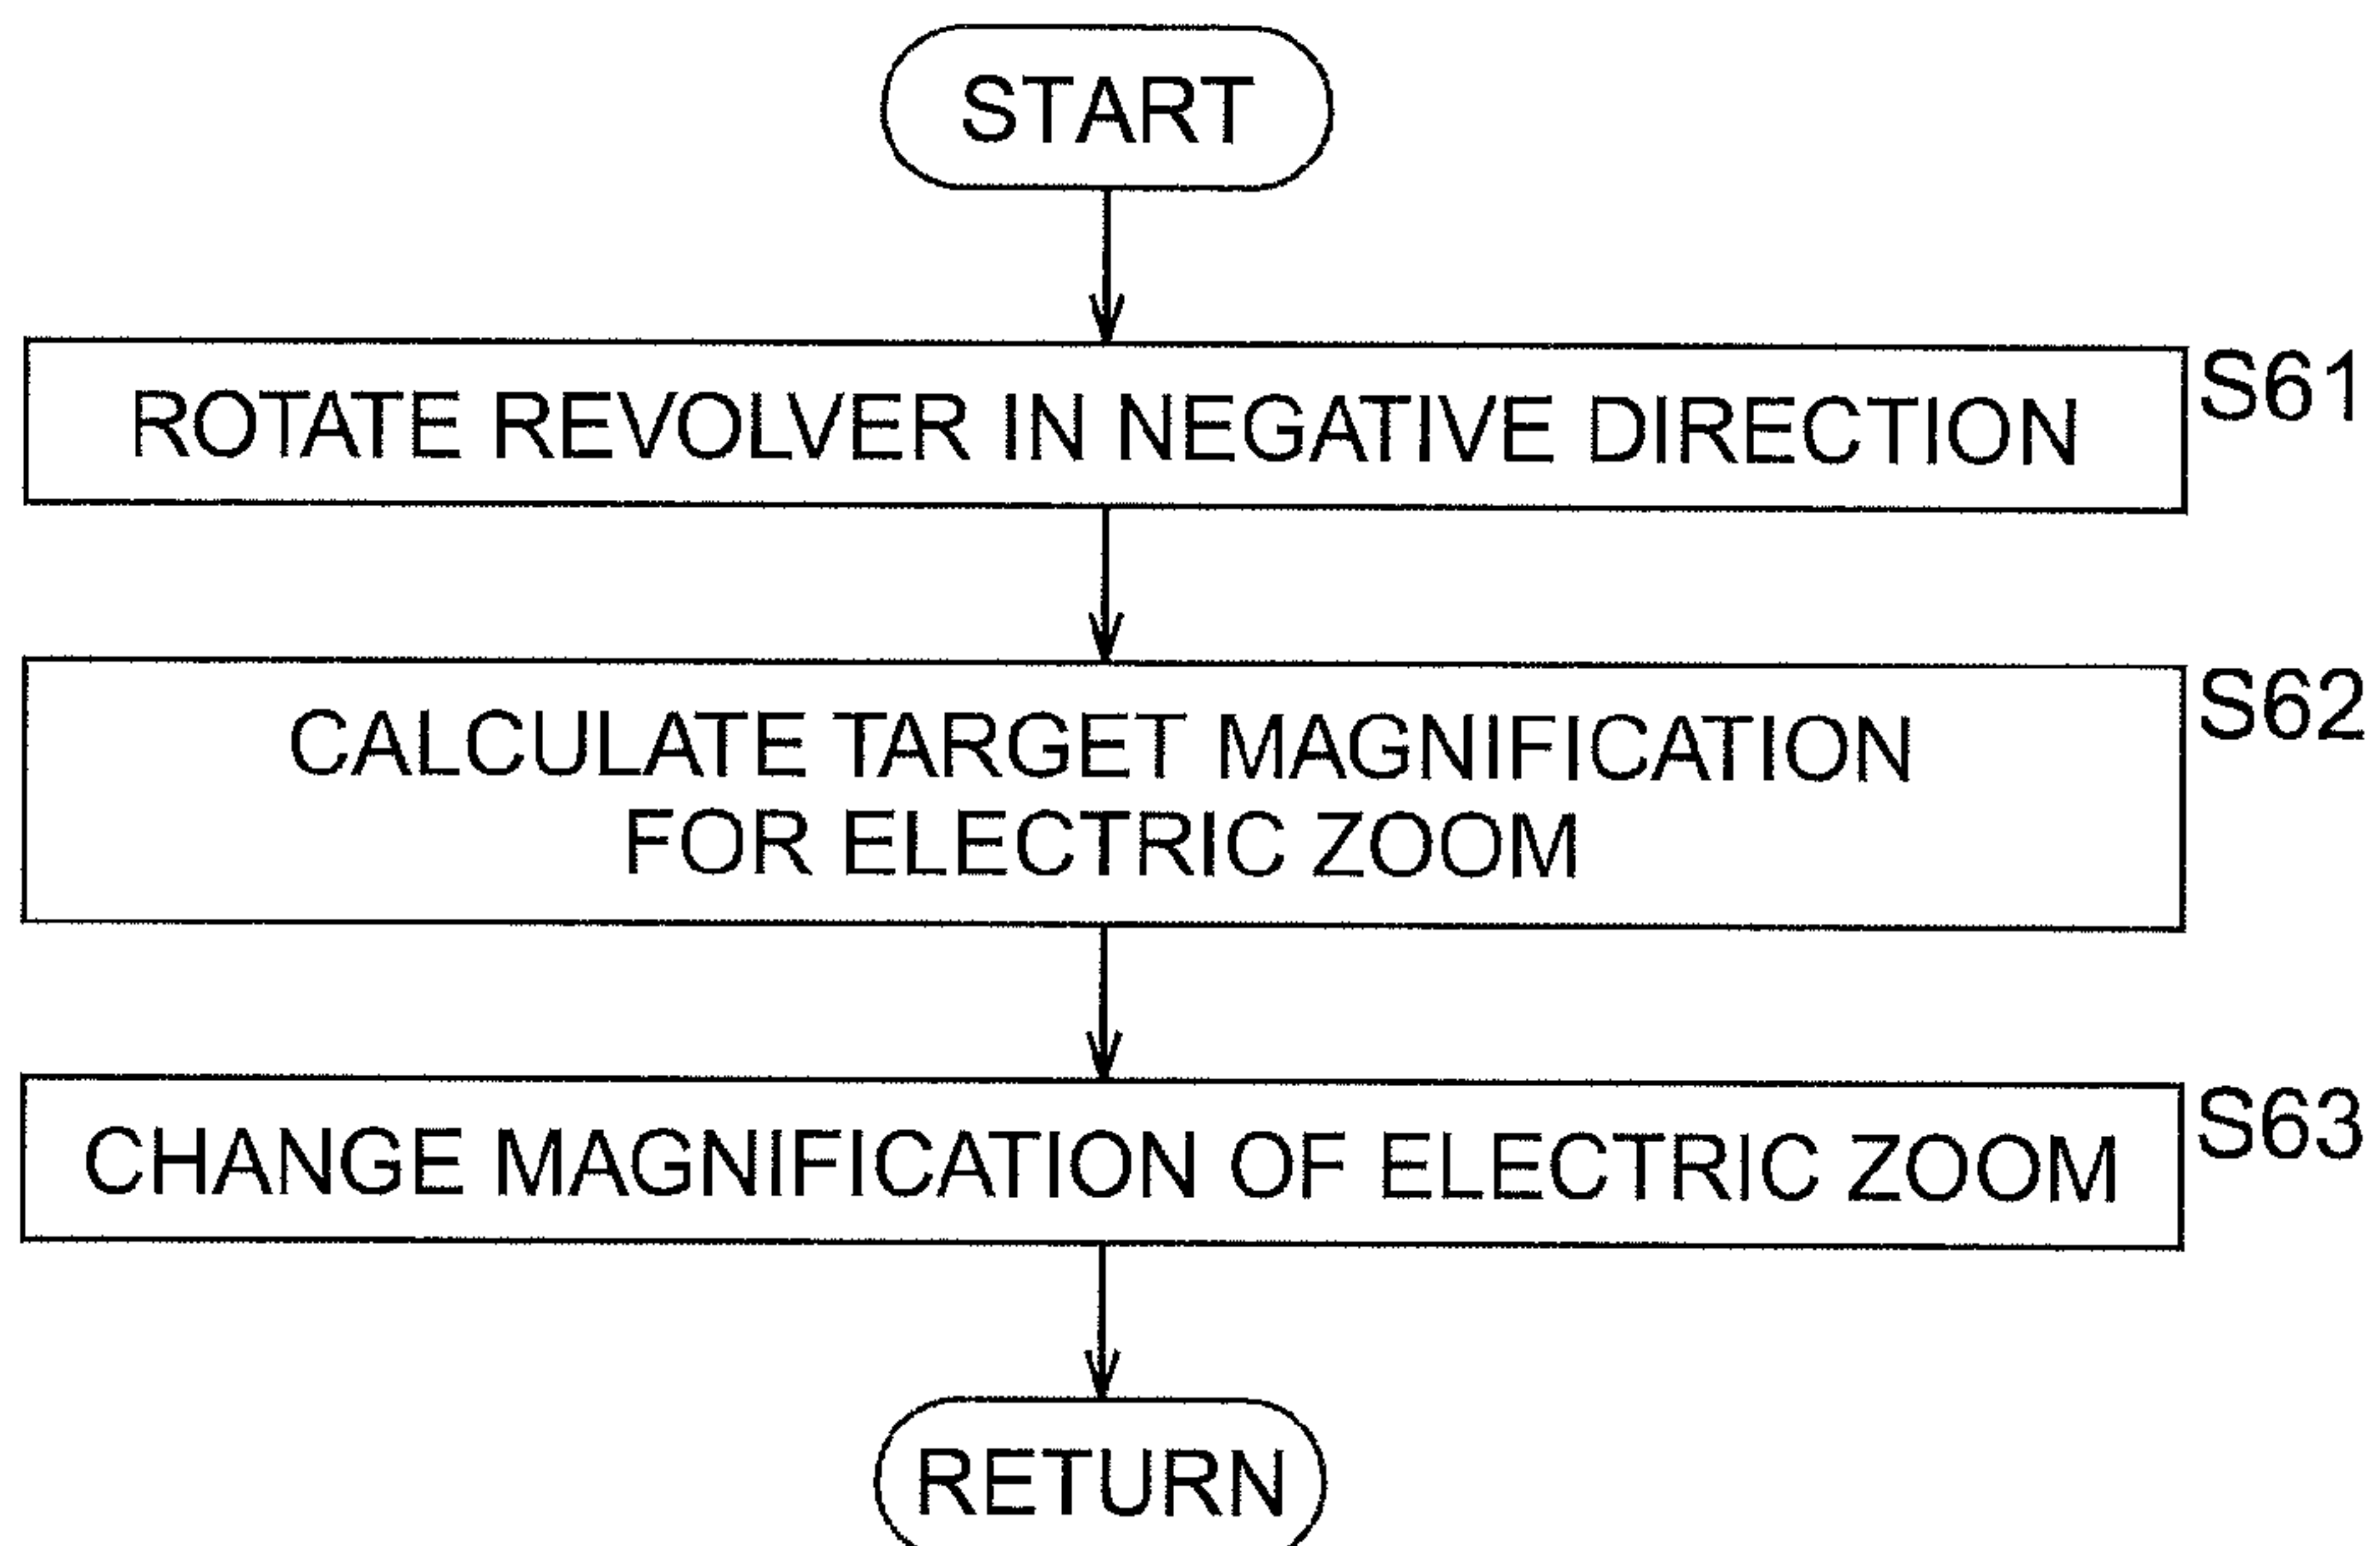 START
ROTATE REVOLVER IN NEGATIVE DIRECTION
S61
CALCULATE TARGET MAGNIFICATION
FOR ELECTRIC ZOOM
S62
CHANGE MAGNIFICATION OF ELECTRIC ZOOM
S63
RETURN